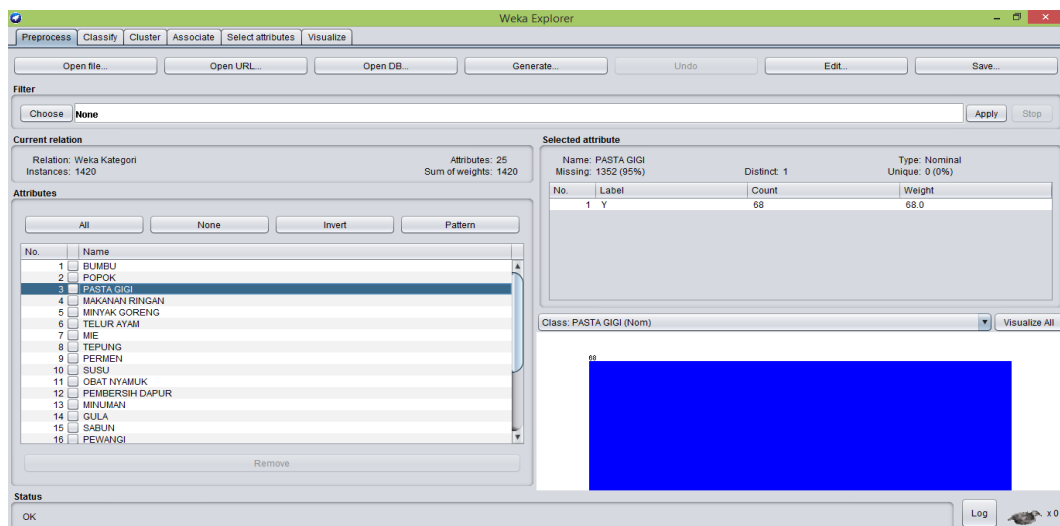 Weka Explorer
Preprocess Classify Cluster Associate Select attributes Visualize
Open file... Open URL... Open DB... Generate... Undo Edit... Save...
Filter
Choose None Apply Stop
Current relation
Relation: Weka Kategori Attributes: 25
Instances: 1420 Sum of weights: 1420
Attributes
All None Invert Pattern
No. Name
1 BUMBU
2 POPOK
3 PASTA GIGI
4 MAKANAN RINGAN
5 MINYAK GORENG
6 TELUR AYAM
7 MIE
8 TEPUNG
9 PERMEN
10 SUSU
11 OBAT NYAMUK
12 PEMBERSIH DAPUR
13 MINUMAN
14 GULA
15 SABUN
16 PEWANGI
Remove
Selected attribute
Name: PASTA GIGI Type: Nominal
Missing: 1352 (95%) Distinct: 1 Unique: 0 (0%)
No. Label Count Weight
1 Y 68 68.0
Class: PASTA GIGI (Nom) Visualize All
68
Status
OK Log x 0